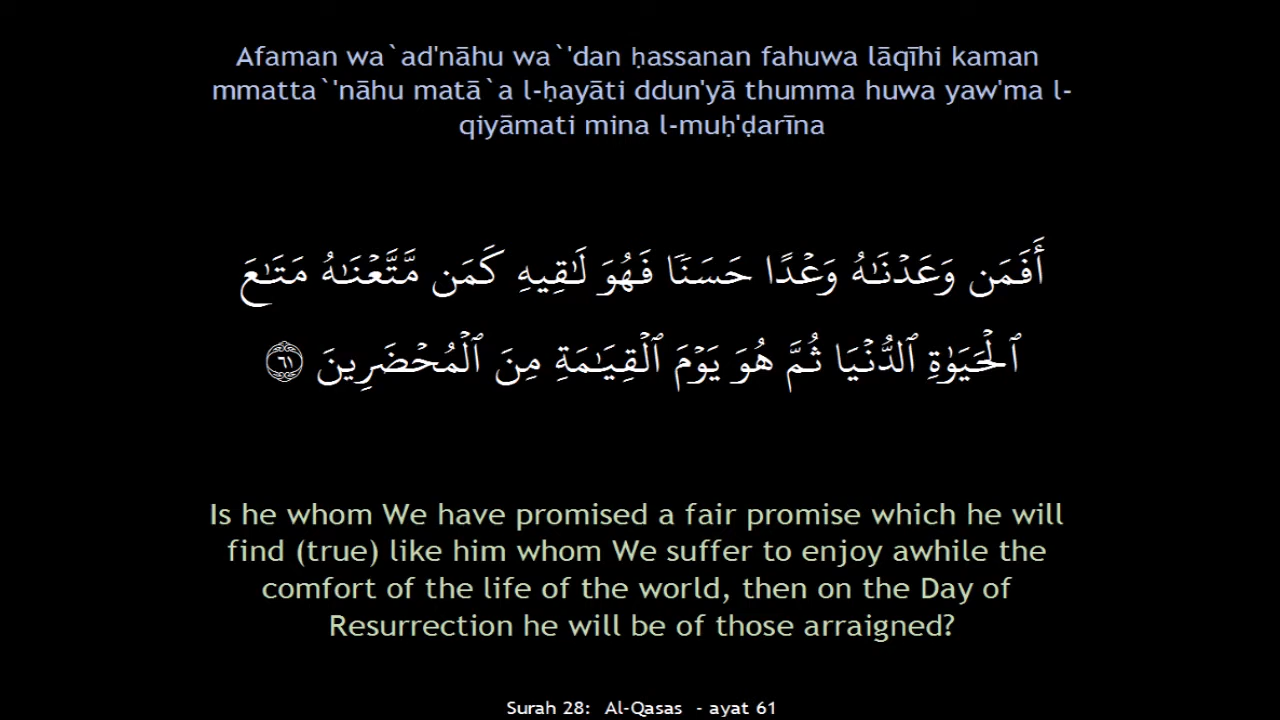 Afaman wa`ad'nāhu wa`'dan ḥassanan fahuwa lāqīhi kaman
mmatta`'nāhu matā`a l-ḥayāti ddun'yā thumma huwa yaw'ma l-
qiyāmati mina l-muḥ'ḍarīna
أَفَمَن وَعَدْنَـٰهُ وَعْدًا حَسَنًا فَهُوَ لَـٰقِيهِ كَمَن مَّتَّعْنَـٰهُ مَتَـٰعَ
ٱلْحَيَوٰةِ ٱلدُّنْيَا ثُمَّ هُوَ يَوْمَ ٱلْقِيَـٰمَةِ مِنَ ٱلْمُحْضَرِينَ ٦١
Is he whom We have promised a fair promise which he will
find (true) like him whom We suffer to enjoy awhile the
comfort of the life of the world, then on the Day of
Resurrection he will be of those arraigned?
Surah 28: Al-Qasas - ayat 61